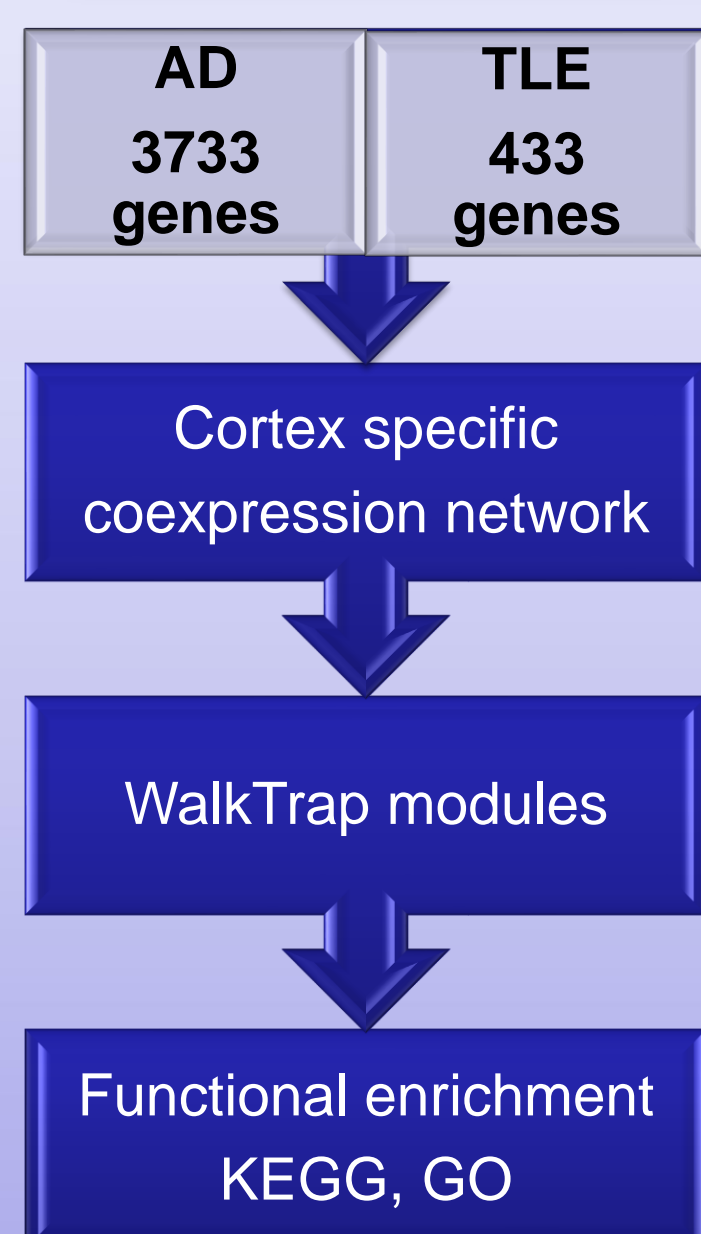 AD
3733
genes
TLE
433
genes
Cortex specific
coexpression network
WalkTrap modules
Functional enrichment
KEGG, GO